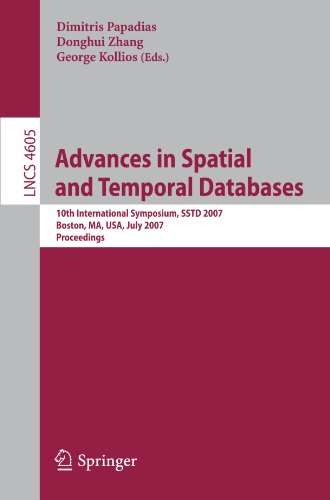 Dimitris Papadias
Donghui Zhang
George Kollios (Eds.)
LNCS 4605
Advances in Spatial
and Temporal Databases
10th International Symposium, SSTD 2007
Boston, MA, USA, July 2007
Proceedings
Springer